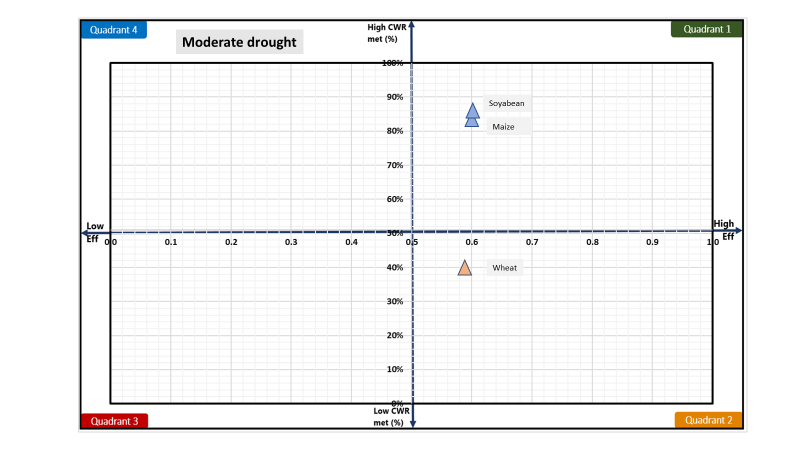 Quadrant 4
High CWR
met (%)
Quadrant 1
Moderate drought
100%
90%
Soyabean
Maize
80%
70%
60%
Low
Eff
50%
High
Eff
0.0
0.1
0.2
0.3
0.4
0.5
0.6
0.7
0.8
0.9
1.0
40%
Wheat
30%
20%
10%
0%
Low CWR
met (%)
Quadrant 3
Quadrant 2